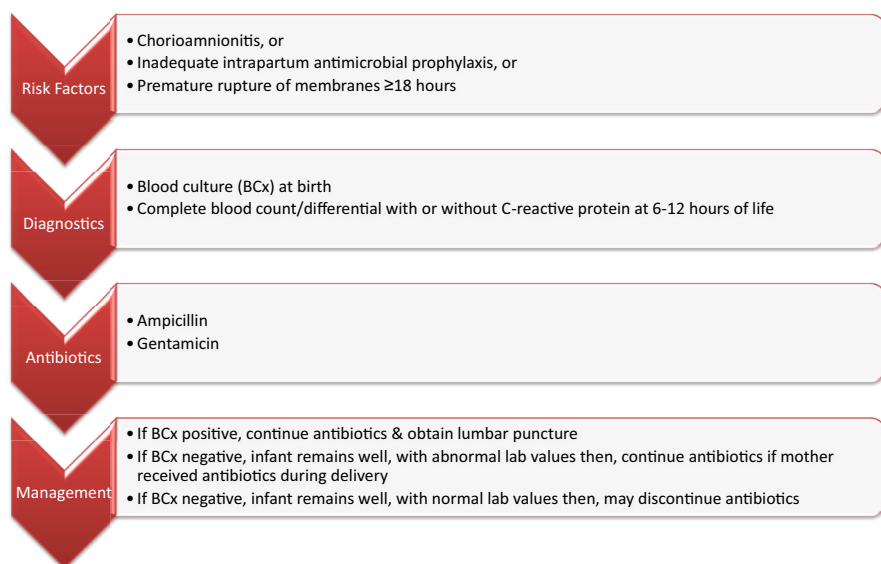 Risk Factors
• Chorioamnionitis, or
• Inadequate intrapartum antimicrobial prophylaxis, or
• Premature rupture of membranes ≥18 hours
Diagnostics
• Blood culture (BCx) at birth
• Complete blood count/differential with or without C-reactive protein at 6-12 hours of life
Antibiotics
• Ampicillin
• Gentamicin
Management
• If BCx positive, continue antibiotics & obtain lumbar puncture
• If BCx negative, infant remains well, with abnormal lab values then, continue antibiotics if mother
received antibiotics during delivery
• If BCx negative, infant remains well, with normal lab values then, may discontinue antibiotics